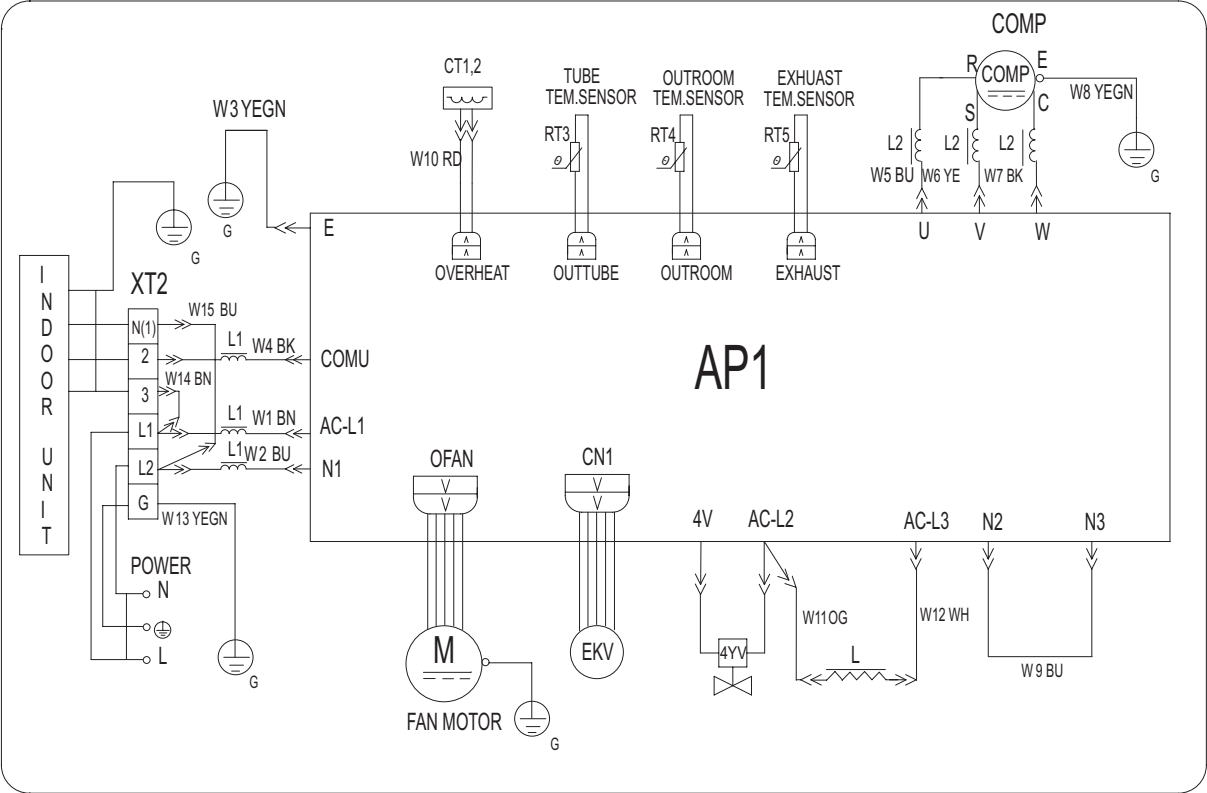 COMP
CT1,2
TUBE
TEM.SENSOR
OUTROOM
TEM.SENSOR
EXHUAST
TEM.SENSOR
R
COMP
E
W8 YEGN
W3 YEGN
S
C
RT3
RT4
RT5
θ
θ
θ
L2
L2
L2
W10 RD
W5 BU
W6 YE
W7 BK
G
G
G
E
U
V
W
OVERHEAT
OUTTUBE
OUTROOM
EXHAUST
INDOOR UNIT
XT2
W15 BU
N(1)
L1
W4 BK
COMU
2
AP1
W14 BN
3
L1
W1 BN
AC-L1
L1
L1
W2 BU
N1
L2
OFAN
CN1
G
W13 YEGN
4V
AC-L2
AC-L3
N2
N3
POWER
N
L
W11 OG
W12 WH
M
EKV
4YV
L
W 9 BU
G
FAN MOTOR
G